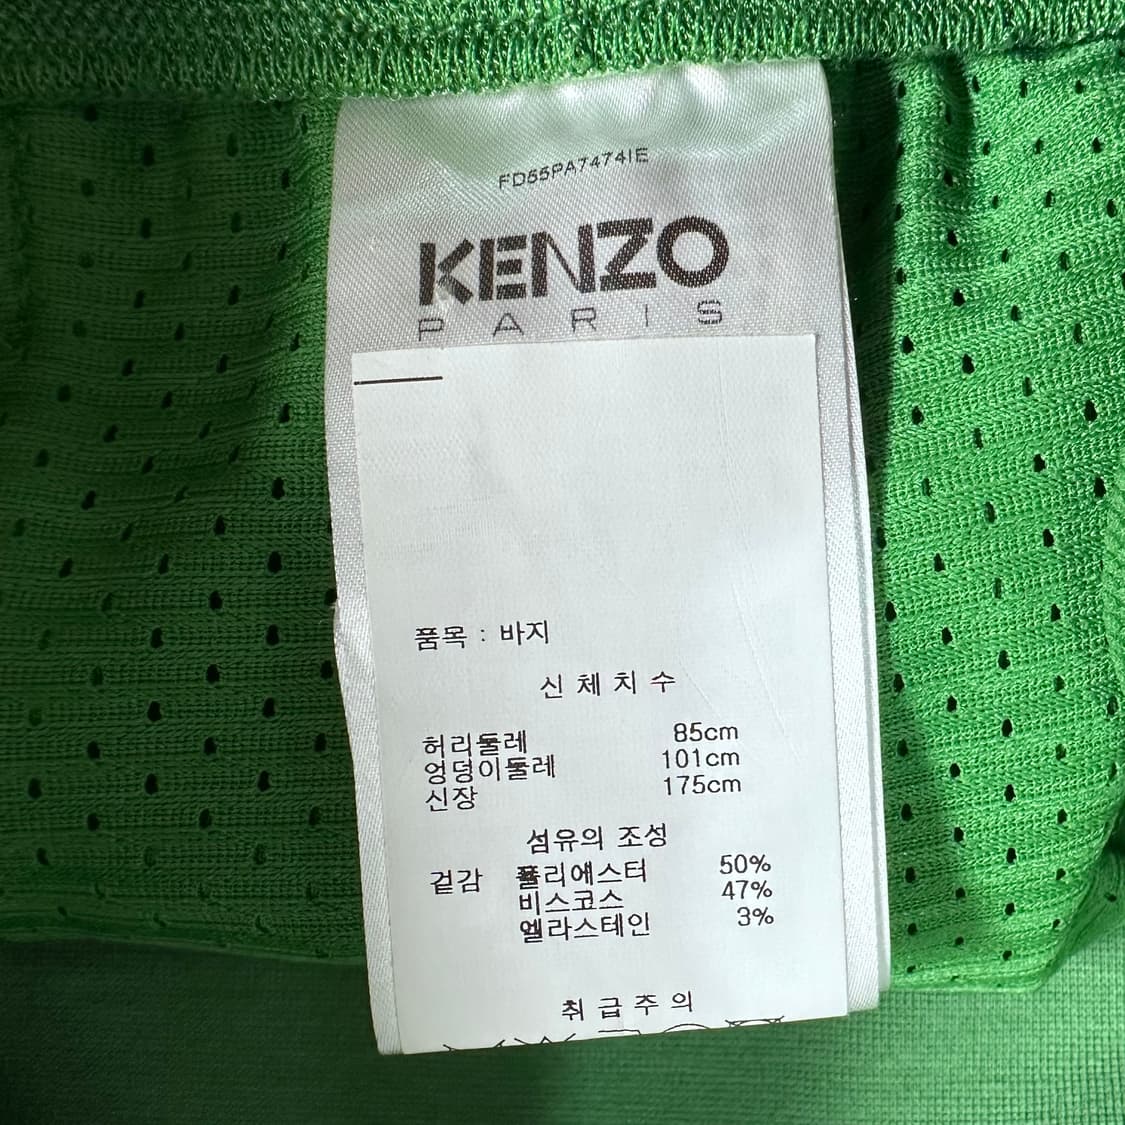 FD55PA7474IE
KENZO
PARIS
품목 : 바지
신체치수
허리둘레 85cm
엉덩이둘레 101cm
신장 175cm
섬유의 조성
겉감 폴리에스터 50%
비스코스 47%
엘라스테인 3%
취급주의